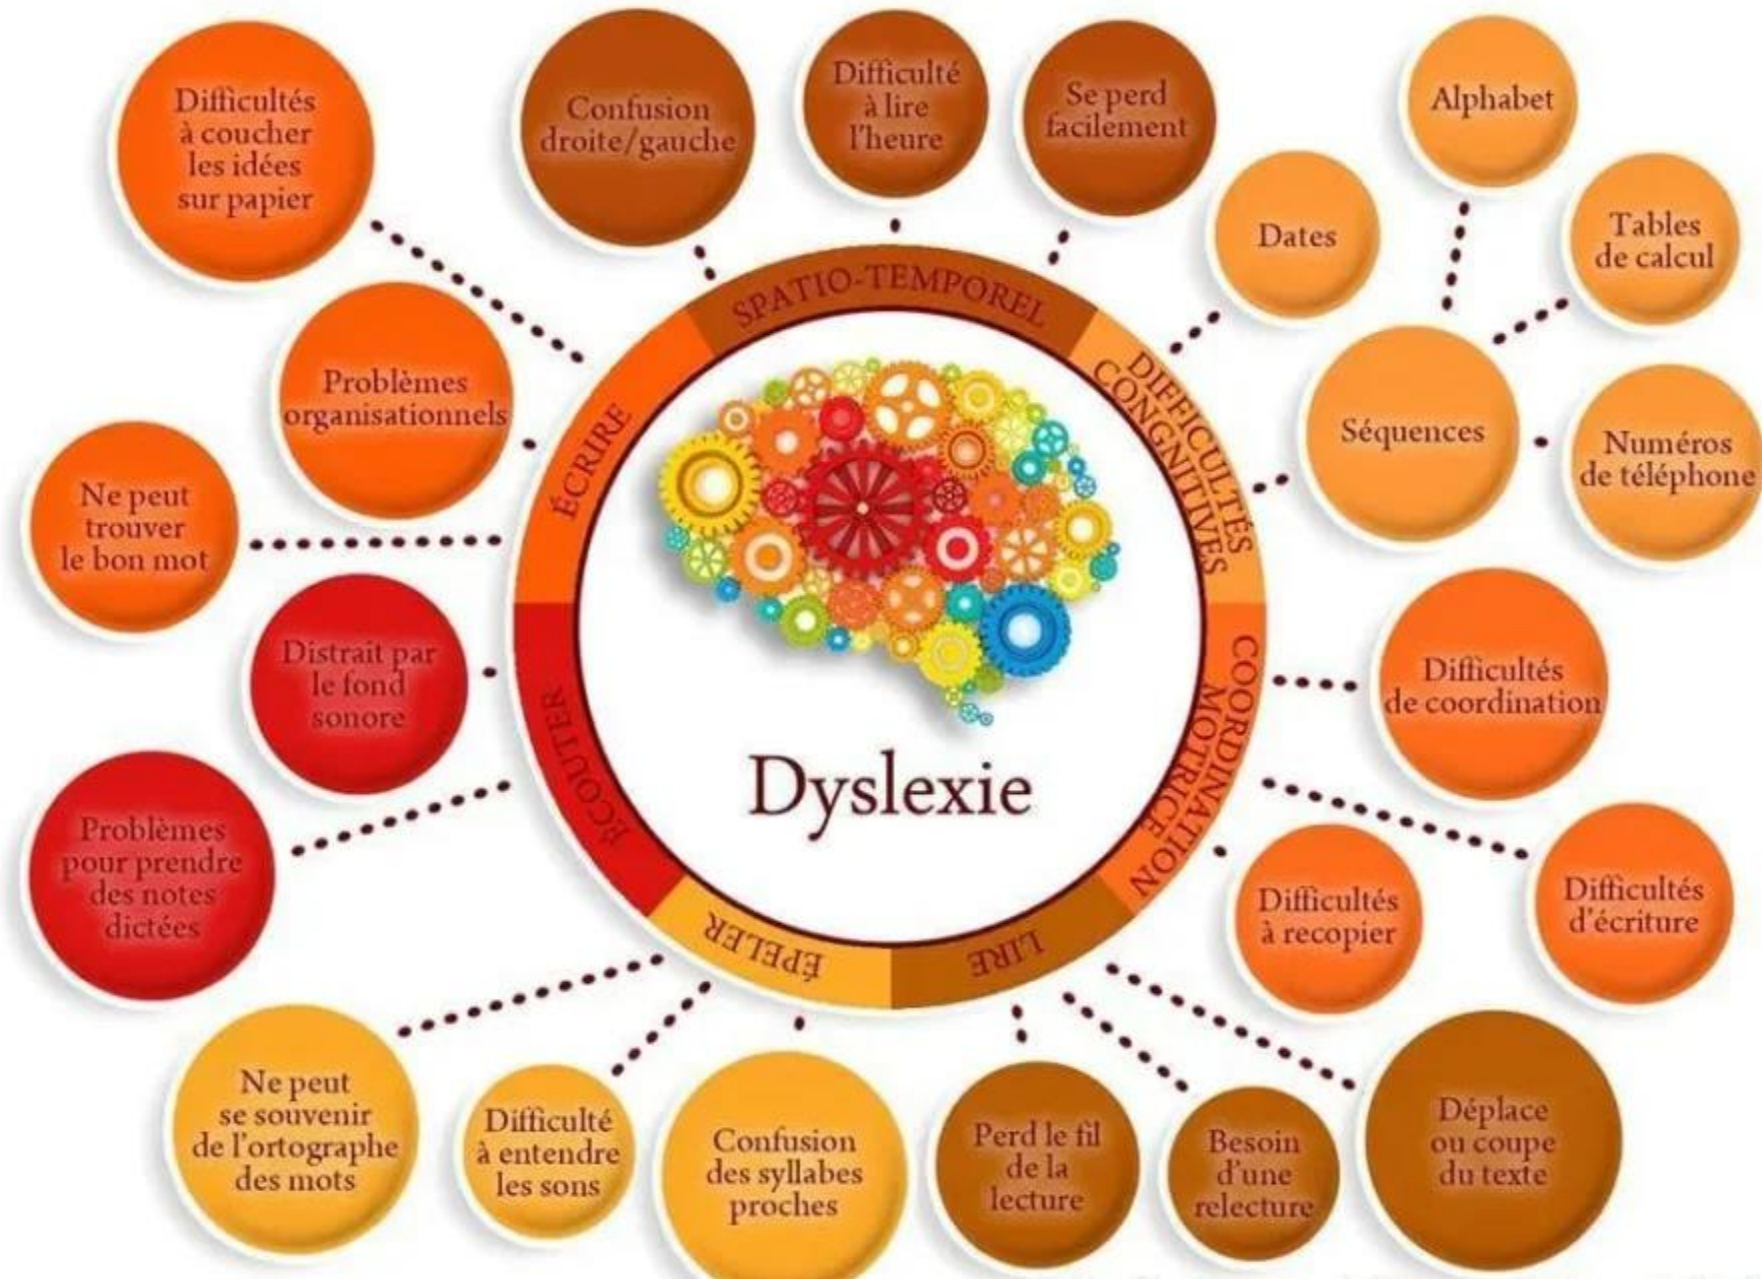 Difficultés
à coucher
les idées
sur papier
Confusion
droite/gauche
Difficulté
à lire
l'heure
Se perd
facilement
Alphabet
Dates
Tables
de calcul
Séquences
Numéros
de téléphone
Problèmes
organisationnels
Ne peut
trouver
le bon mot
Distrait par
le fond
sonore
Problèmes
pour prendre
des notes
dictées
SPATIO-TEMPOREL
DIFFICULTÉS
CONGNITIVES
ÉCRIRE
ÉCOUTER
COORDINATION
MOTRICE
ÉPELER
LIRE
Dyslexie
Difficultés
de coordination
Difficultés
à recopier
Difficultés
d'écriture
Ne peut
se souvenir
de l'ortographe
des mots
Difficulté
à entendre
les sons
Confusion
des syllabes
proches
Perd le fil
de la
lecture
Besoin
d'une
relecture
Déplace
ou coupe
du texte